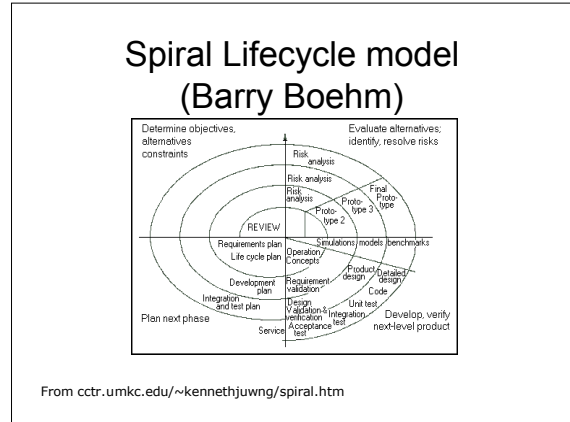 Spiral Lifecycle model
(Barry Boehm)
Determine objectives,
alternatives
constraints
Evaluate alternatives;
identify, resolve risks
Risk
analysis
Risk analysis
Risk
analysis
Final
Proto-
type
Proto-
type 3
Proto-
type 2
REVIEW
Requirements plan
Life cycle plan
Simulations models benchmarks
Operation
Concepts
Product
design
Detailed
design
Development
plan
Requirement
validation
Code
Integration
and test plan
Design
Validation &
verification
Unit test
Integration
test
Acceptance
test
Service
Plan next phase
Develop, verify
next-level product
From cctr.umkc.edu/~kennethjuwng/spiral.htm